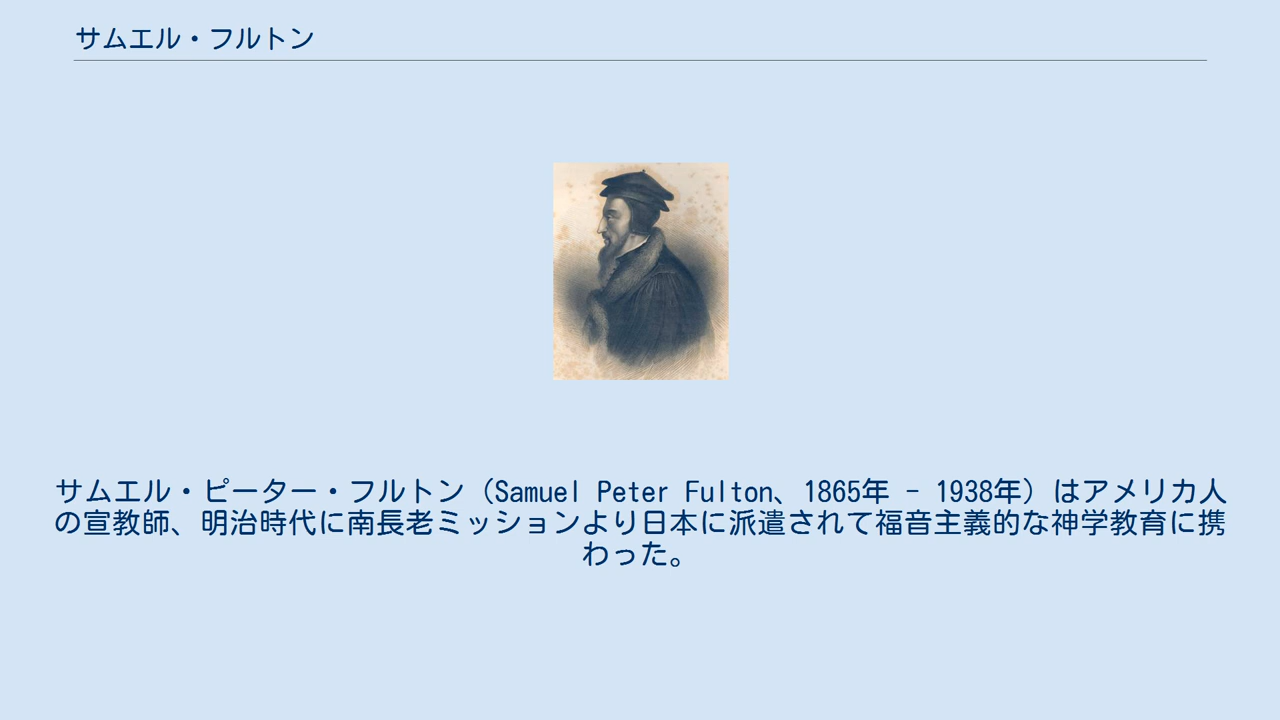 サムエル・フルトン
サムエル・ピーター・フルトン（Samuel Peter Fulton、1865年 - 1938年）はアメリカ人
の宣教師、明治時代に南長老ミッションより日本に派遣されて福音主義的な神学教育に携
わった。